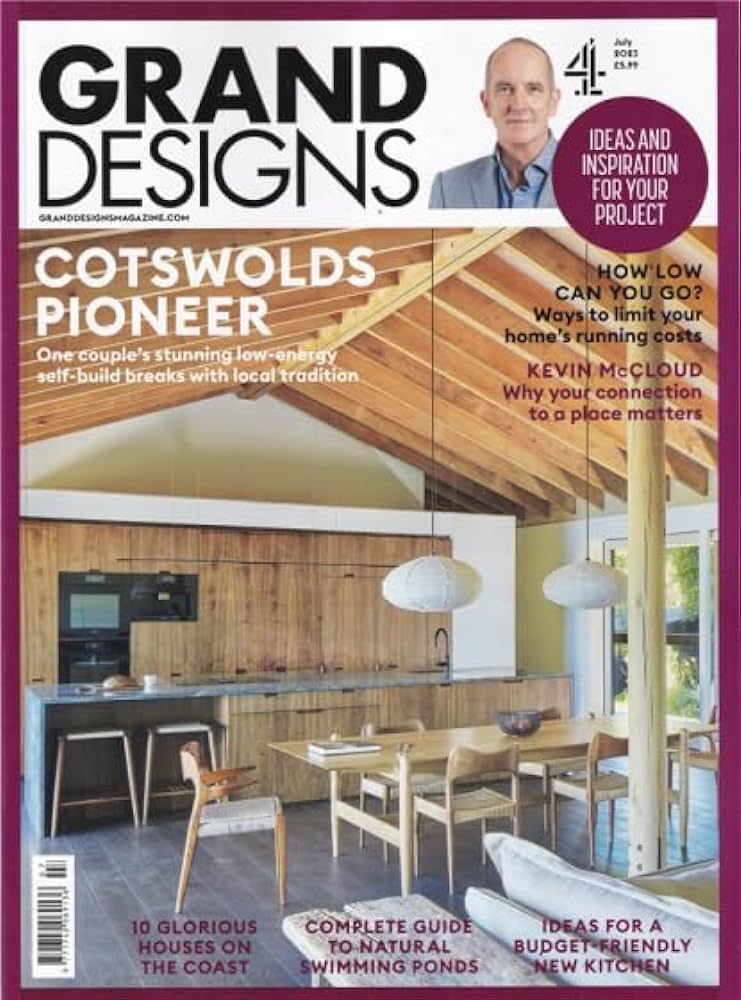 GRAND
DESIGNS
GRANDDESIGNSMAGAZINE.COM
4
July
2023
£5.99
IDEAS AND
INSPIRATION
FOR YOUR
PROJECT
COTSWOLDS
PIONEER
One couple's stunning low-energy
self-build breaks with local tradition
HOW LOW
CAN YOU GO?
Ways to limit your
home's running costs
KEVIN McCLOUD
Why your connection
to a place matters
10 GLORIOUS
HOUSES ON
THE COAST
COMPLETE GUIDE
TO NATURAL
SWIMMING PONDS
IDEAS FOR A
BUDGET-FRIENDLY
NEW KITCHEN